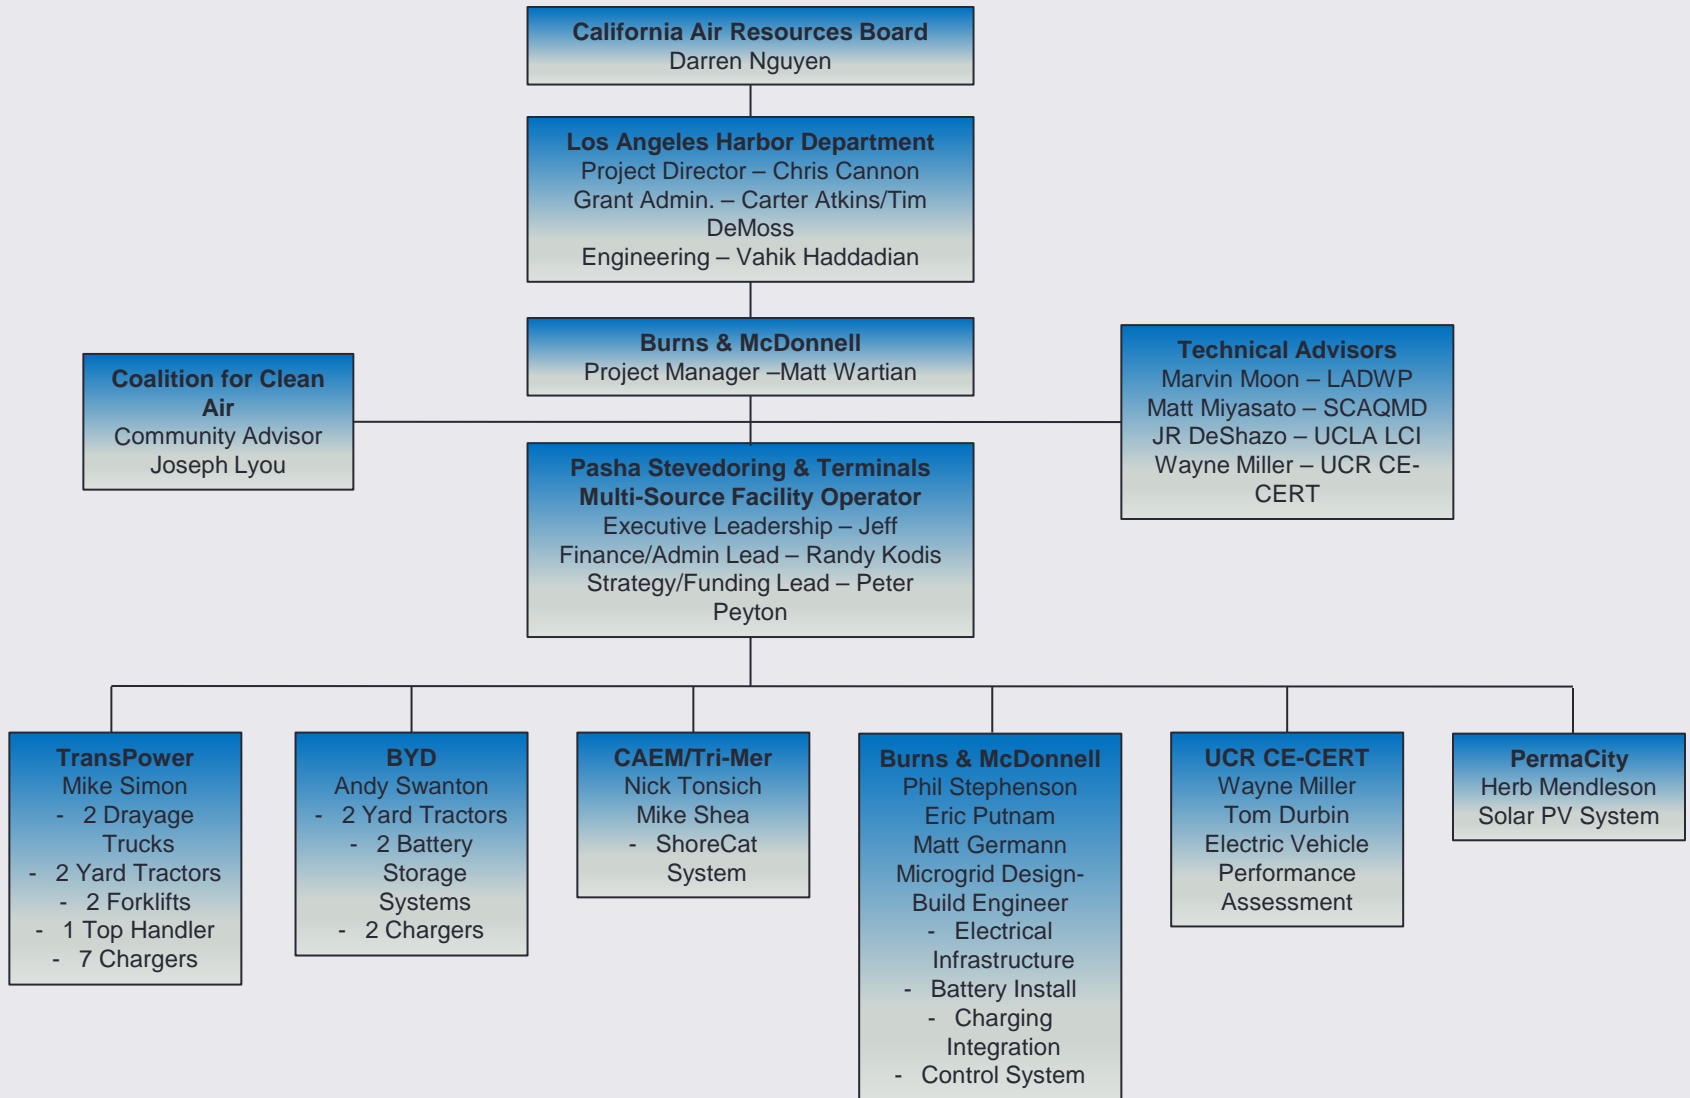 California Air Resources Board
Darren Nguyen
Los Angeles Harbor Department
Project Director – Chris Cannon
Grant Admin. – Carter Atkins/Tim
DeMoss
Engineering – Vahik Haddadian
Burns & McDonnell
Project Manager –Matt Wartian
Coalition for Clean
Air
Community Advisor
Joseph Lyou
Technical Advisors
Marvin Moon – LADWP
Matt Miyasato – SCAQMD
JR DeShazo – UCLA LCI
Wayne Miller – UCR CE-
CERT
Pasha Stevedoring & Terminals
Multi-Source Facility Operator
Executive Leadership – Jeff
Finance/Admin Lead – Randy Kodis
Strategy/Funding Lead – Peter
Peyton
TransPower
Mike Simon
- 2 Drayage
Trucks
- 2 Yard Tractors
- 2 Forklifts
- 1 Top Handler
- 7 Chargers
BYD
Andy Swanton
- 2 Yard Tractors
- 2 Battery
Storage
Systems
- 2 Chargers
CAEM/Tri-Mer
Nick Tonsich
Mike Shea
- ShoreCat
System
Burns & McDonnell
Phil Stephenson
Eric Putnam
Matt Germann
Microgrid Design-
Build Engineer
- Electrical
Infrastructure
- Battery Install
- Charging
Integration
- Control System
UCR CE-CERT
Wayne Miller
Tom Durbin
Electric Vehicle
Performance
Assessment
PermaCity
Herb Mendleson
Solar PV System